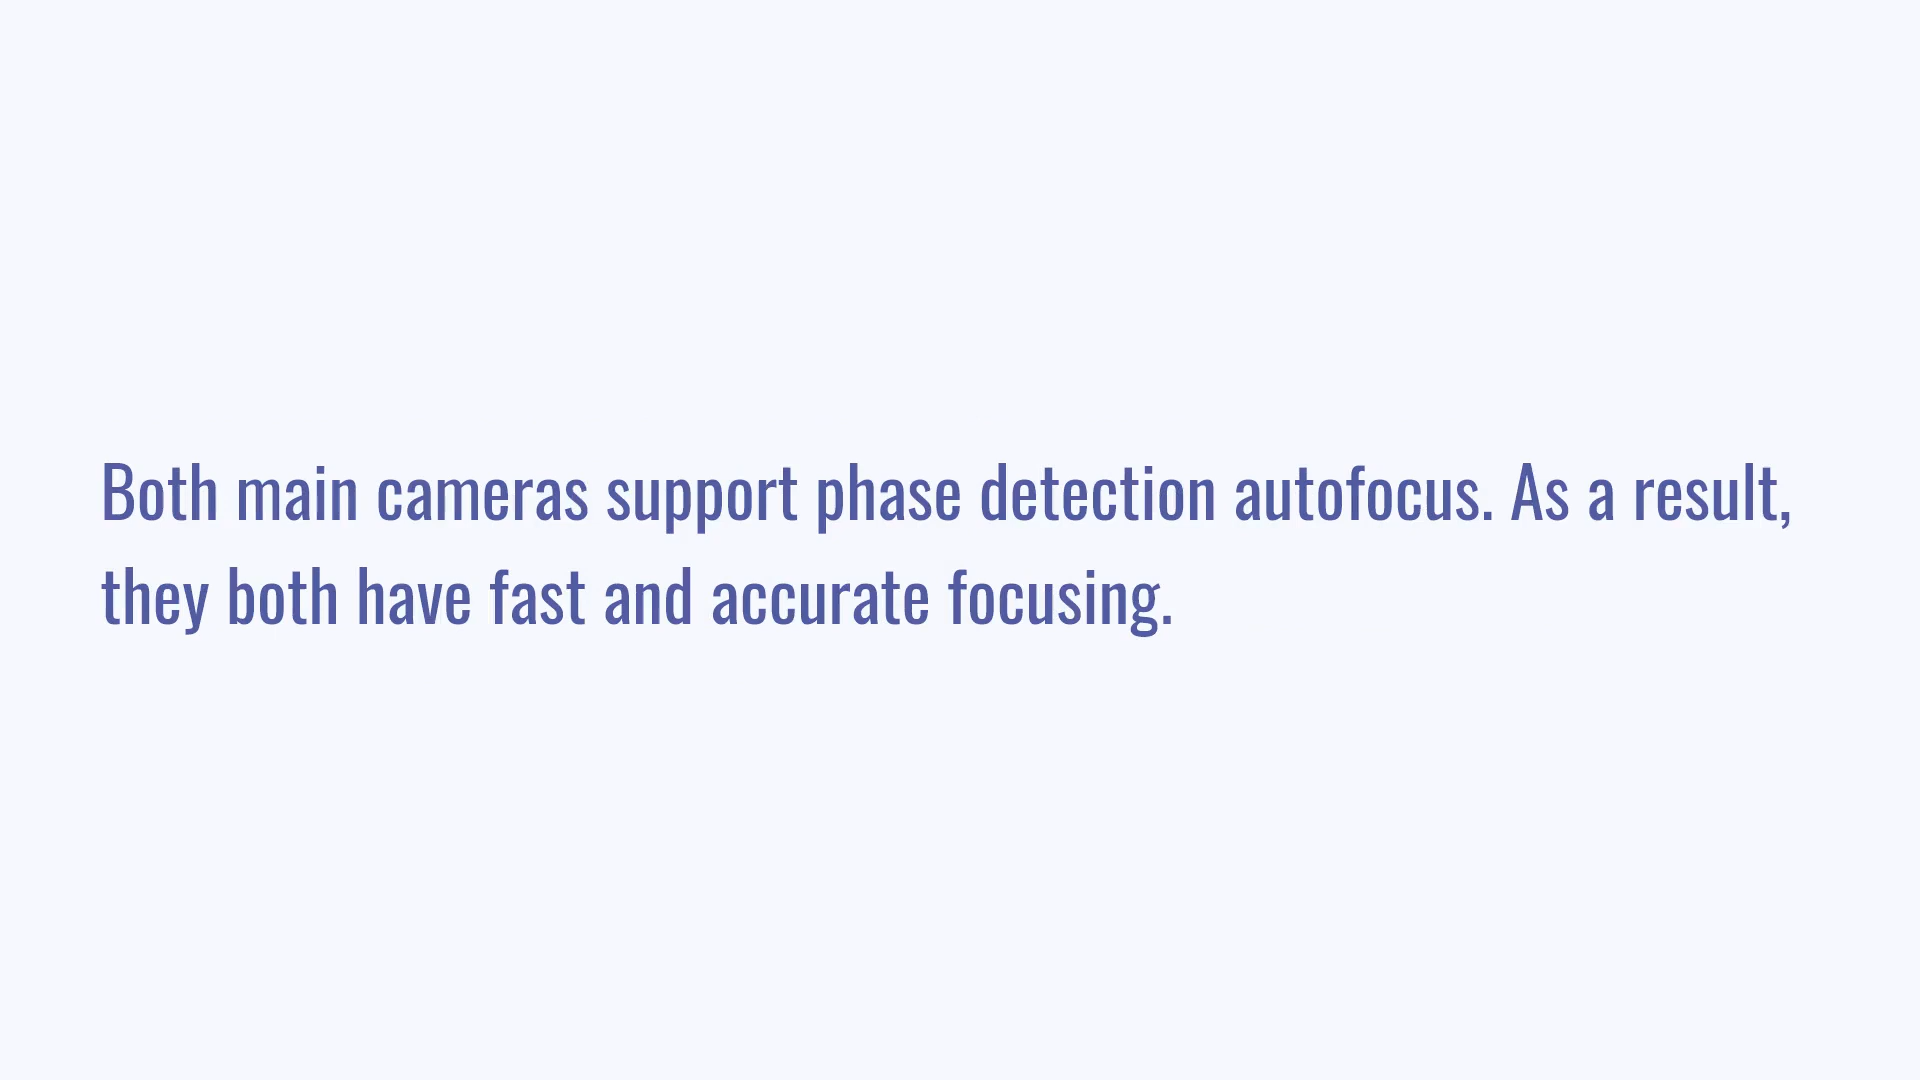 Both main cameras support phase detection autofocus. As a result,
they both have fast and accurate focusing.